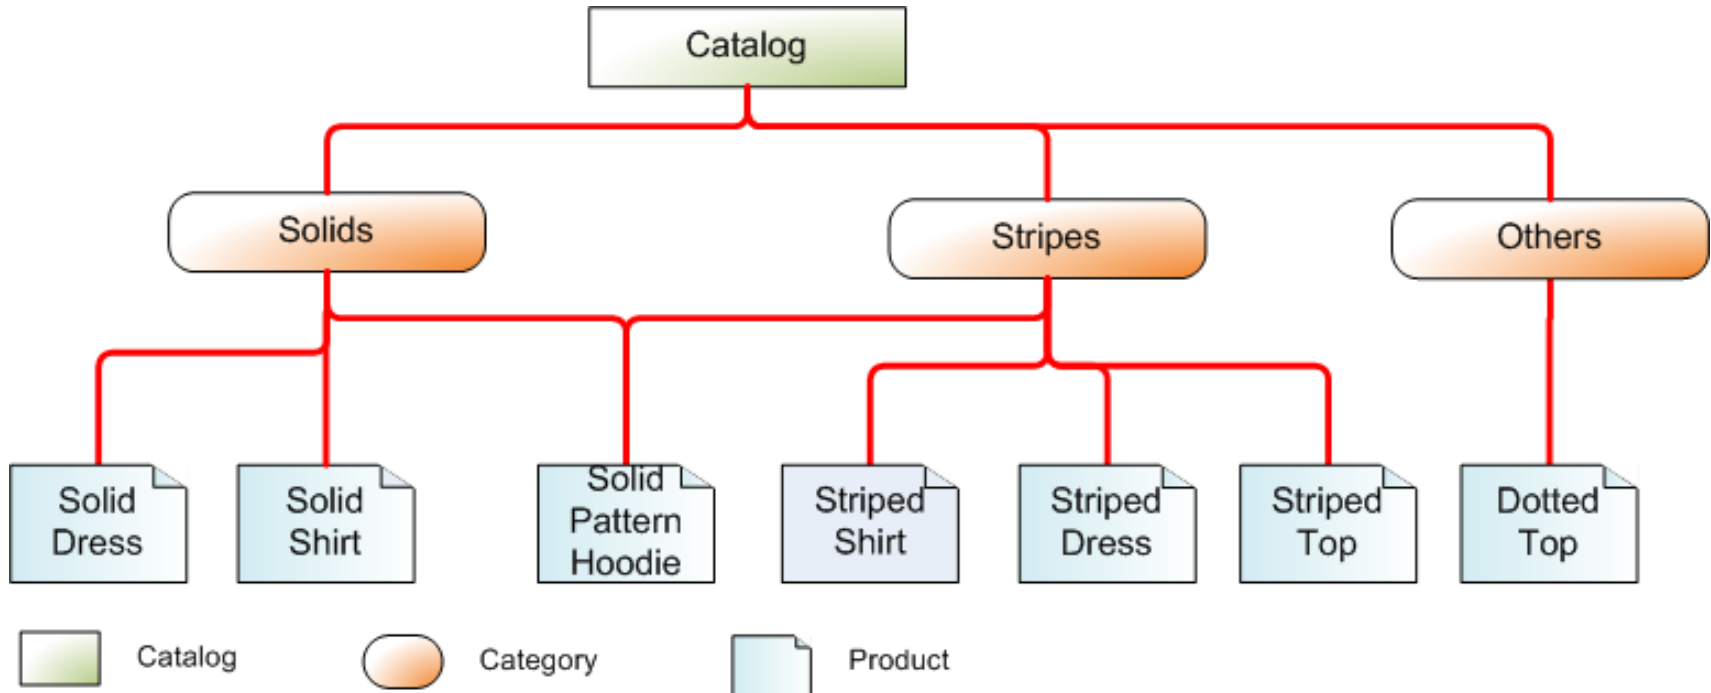 Catalog
Solids
Stripes
Others
Solid
Dress
Solid
Shirt
Solid
Pattern
Hoodie
Striped
Shirt
Striped
Dress
Striped
Top
Dotted
Top
Catalog
Category
Product